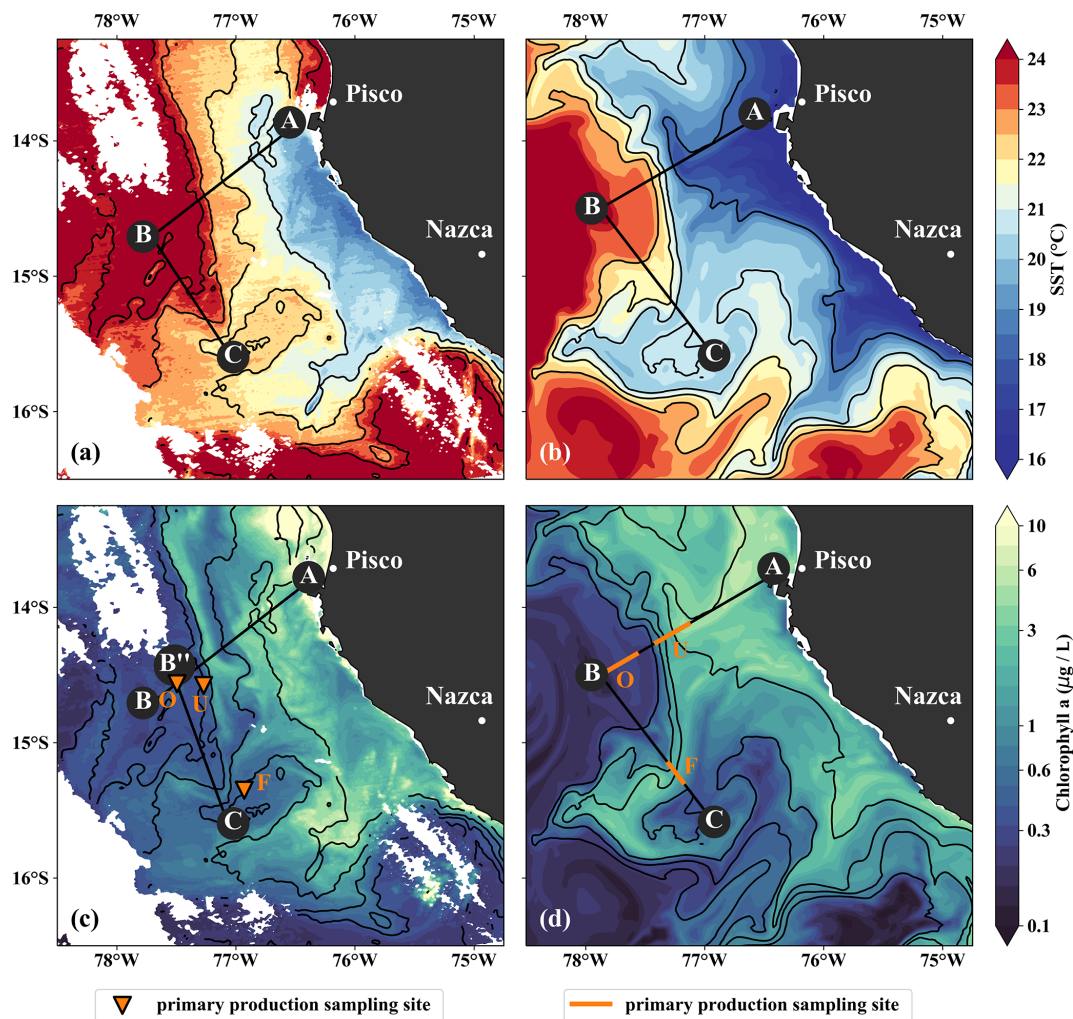 78°W 77°W 76°W 75°W 78°W 77°W 76°W 75°W
14°S
15°S
16°S
A
B
C
Pisco
Nazca
(a)
A
B
C
Pisco
Nazca
(b)
24
23
22
21
20
19
18
17
16
SST (°C)
14°S
15°S
16°S
A
B"
B
O
U
F
C
Pisco
Nazca
(c)
A
B
O
U
F
C
Pisco
Nazca
(d)
10
6
3
1
0.6
0.3
0.1
Chlorophyll a (μg / L)
78°W 77°W 76°W 75°W 78°W 77°W 76°W 75°W
primary production sampling site
primary production sampling site